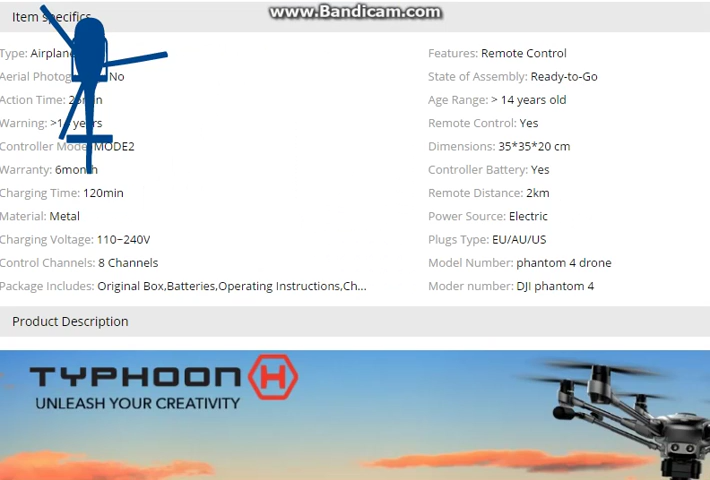 www.Bandicam.com
Item specifics
Type: Airplane
Features: Remote Control
Aerial No
State of Assembly: Ready-to-Go
Action Time: 25min
Age Range: > 14 years old
Warning: years
Remote Control: Yes
Controller Mode: MODE2
Dimensions: 35*35*20 cm
Warranty: 6month
Controller Battery: Yes
Charging Time: 120min
Remote Distance: 2km
Material: Metal
Power Source: Electric
Charging Voltage: 110~240V
Plugs Type: EU/AU/US
Control Channels: 8 Channels
Model Number: phantom 4 drone
Package Includes: Original Box,Batteries,Operating Instructions,Ch...
Moder number: DJI phantom 4
Product Description
TYPHOON H
UNLEASH YOUR CREATIVITY